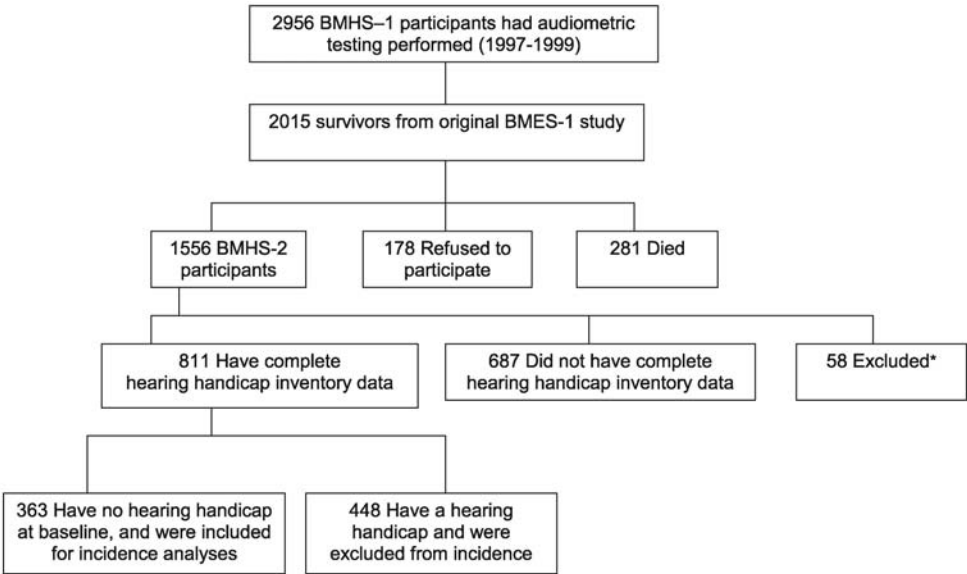 2956 BMHS–1 participants had audiometric
testing performed (1997-1999)
2015 survivors from original BMES-1 study
1556 BMHS-2
participants
178 Refused to
participate
281 Died
811 Have complete
hearing handicap inventory data
687 Did not have complete
hearing handicap inventory data
58 Excluded*
363 Have no hearing handicap
at baseline, and were included
for incidence analyses
448 Have a hearing
handicap and were
excluded from incidence